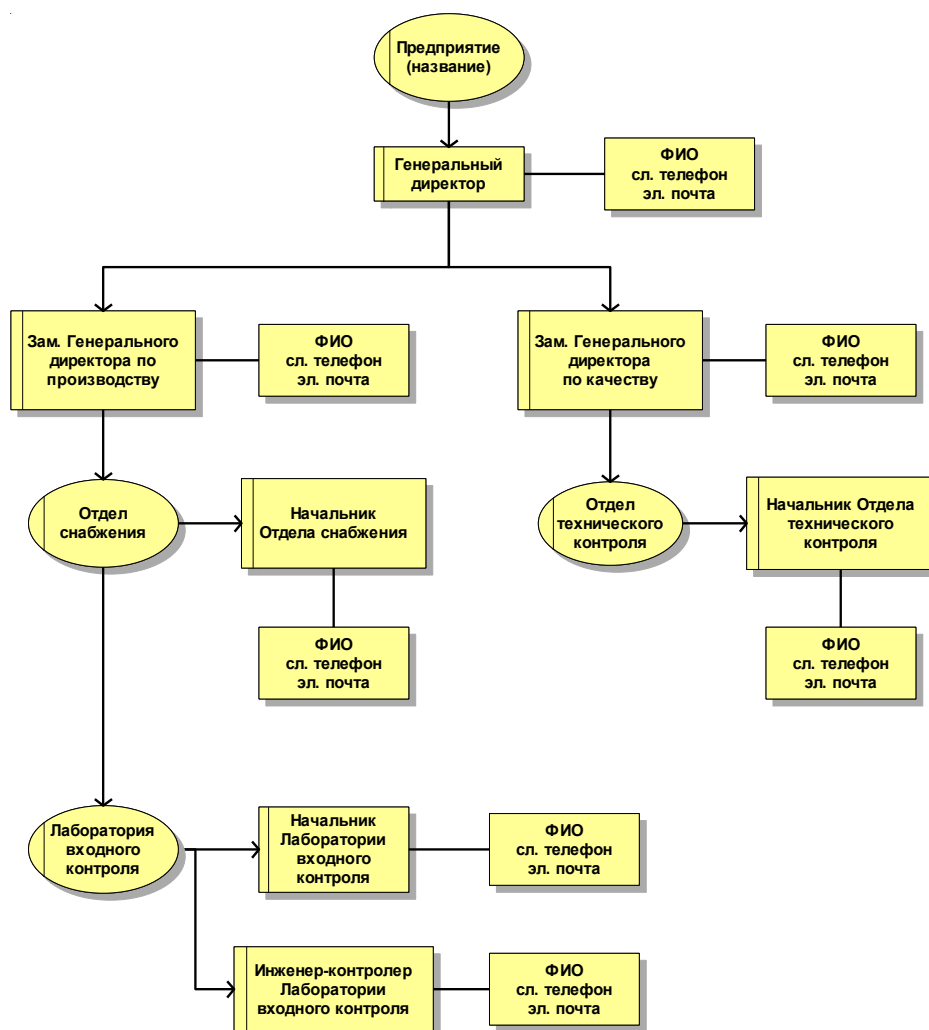 Предприятие
(название)
Генеральный
директор
ФИО
сл. телефон
эл. почта
Зам. Генерального
директора по
производству
ФИО
сл. телефон
эл. почта
Зам. Генерального
директора
по качеству
ФИО
сл. телефон
эл. почта
Отдел
снабжения
Начальник
Отдела снабжения
Отдел
технического
контроля
Начальник Отдела
технического
контроля
ФИО
сл. телефон
эл. почта
ФИО
сл. телефон
эл. почта
Лаборатория
входного
контроля
Начальник
Лаборатории
входного
контроля
ФИО
сл. телефон
эл. почта
Инженер-контролер
Лаборатории
входного контроля
ФИО
сл. телефон
эл. почта